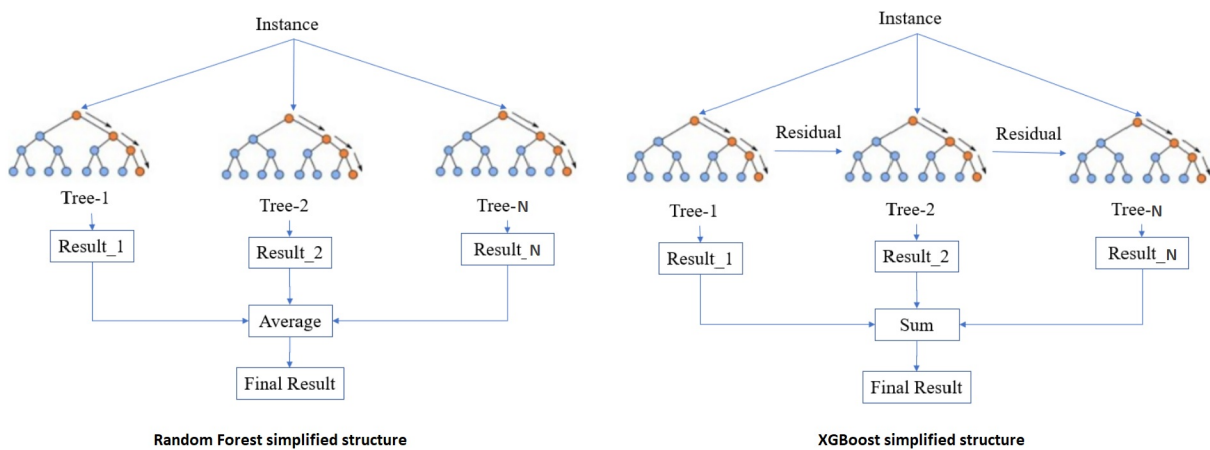 Instance
Tree-1
Tree-2
Tree-N
Result_1
Result_2
Result_N
Average
Final Result
Random Forest simplified structure
Instance
Residual
Residual
Tree-1
Tree-2
Tree-N
Result_1
Result_2
Result_N
Sum
Final Result
XGBoost simplified structure